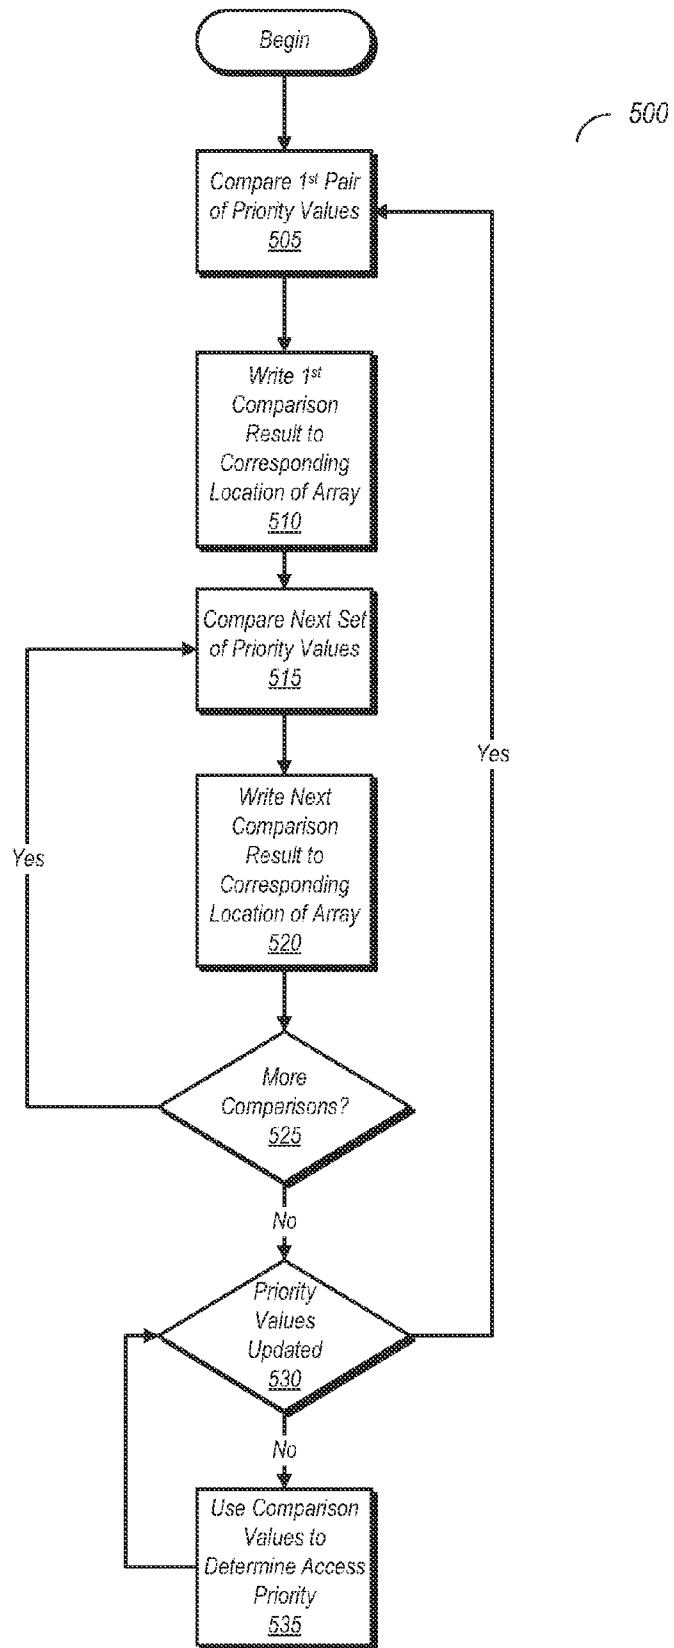 Begin
500
Compare 1st Pair
of Priority Values
505
Write 1st
Comparison
Result to
Corresponding
Location of Array
510
Compare Next Set
of Priority Values
515
Yes
Write Next
Comparison
Result to
Corresponding
Location of Array
520
Yes
More
Comparisons?
525
No
Priority
Values
Updated
530
No
Use Comparison
Values to
Determine Access
Priority
535